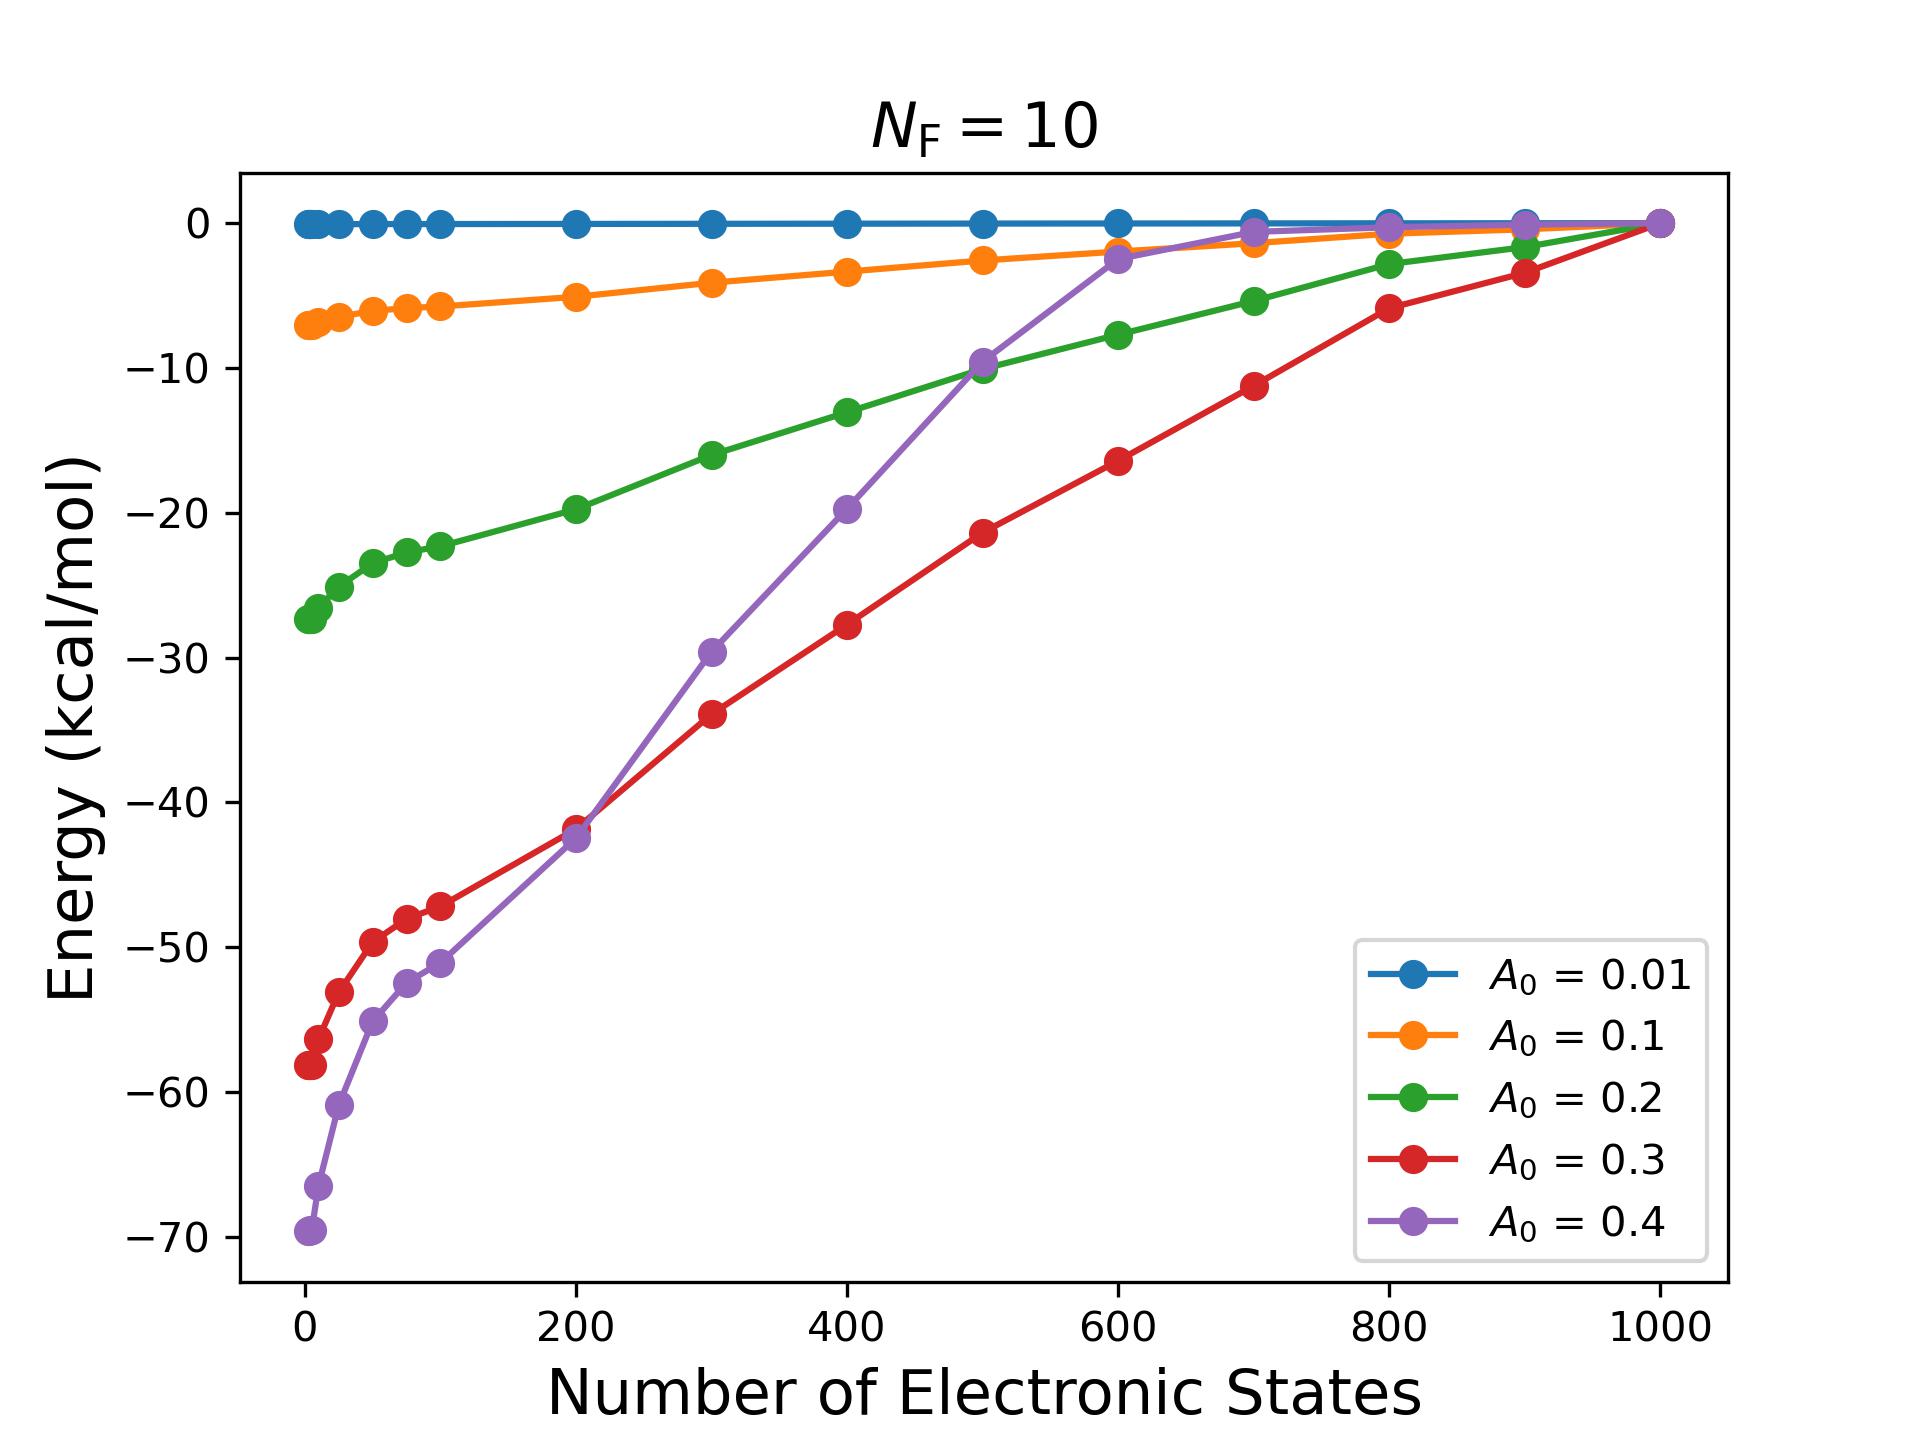 N_F = 10
Energy (kcal/mol)
0
−10
−20
−30
−40
−50
−60
−70
A_0 = 0.01
A_0 = 0.1
A_0 = 0.2
A_0 = 0.3
A_0 = 0.4
0 200 400 600 800 1000
Number of Electronic States